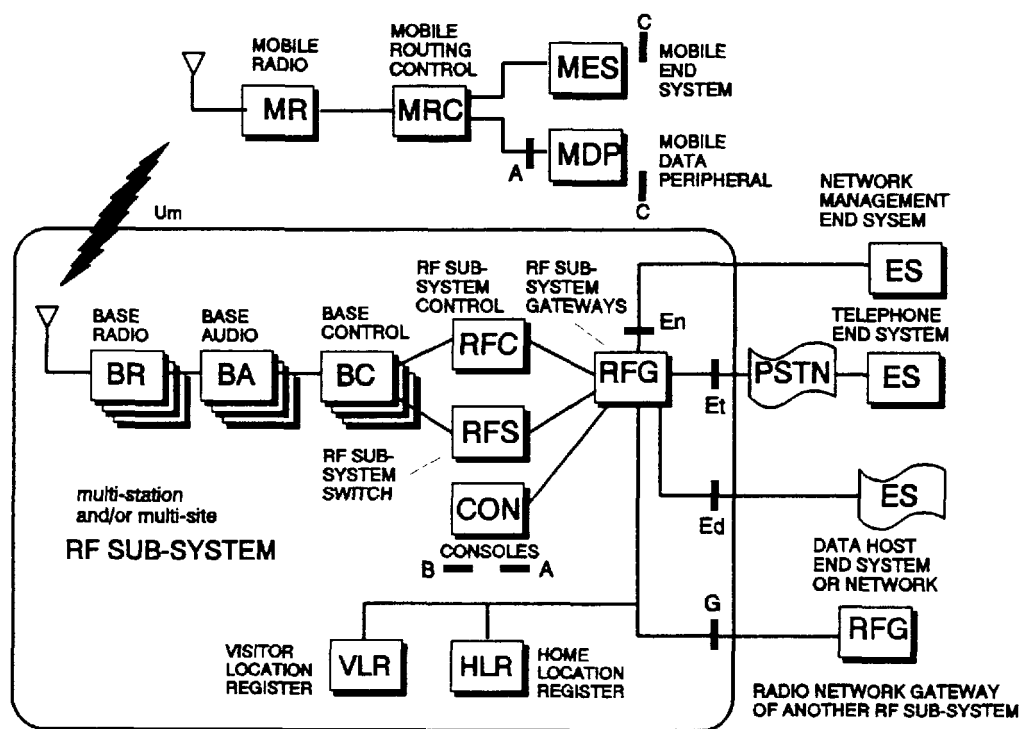 C
MOBILE
RADIO
MOBILE
ROUTING
CONTROL
MOBILE
END
SYSTEM
MR
MRC
MES
MDP
A
MOBILE
DATA
PERIPHERAL
C
Um
NETWORK
MANAGEMENT
END SYSEM
ES
RF SUB-
SYSTEM
CONTROL
RF SUB-
SYSTEM
GATEWAYS
En
BASE
RADIO
BASE
AUDIO
BASE
CONTROL
TELEPHONE
END SYSTEM
BR
BA
BC
RFC
RFS
RFG
Et
PSTN
ES
RF SUB-
SYSTEM
SWITCH
CON
CONSOLES
B
A
multi-station
and/or multi-site
RF SUB-SYSTEM
Ed
ES
DATA HOST
END SYSTEM
OR NETWORK
G
RFG
VISITOR
LOCATION
REGISTER
VLR
HLR
HOME
LOCATION
REGISTER
RADIO NETWORK GATEWAY
OF ANOTHER RF SUB-SYSTEM